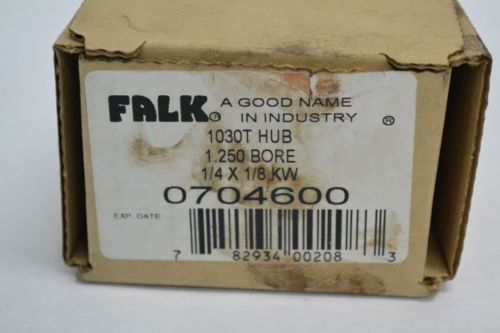 FALK® A GOOD NAME
IN INDUSTRY ®
1030T HUB
1.250 BORE
1/4 X 1/8 KW
0704600
EXP. DATE
7 82934 00208 3